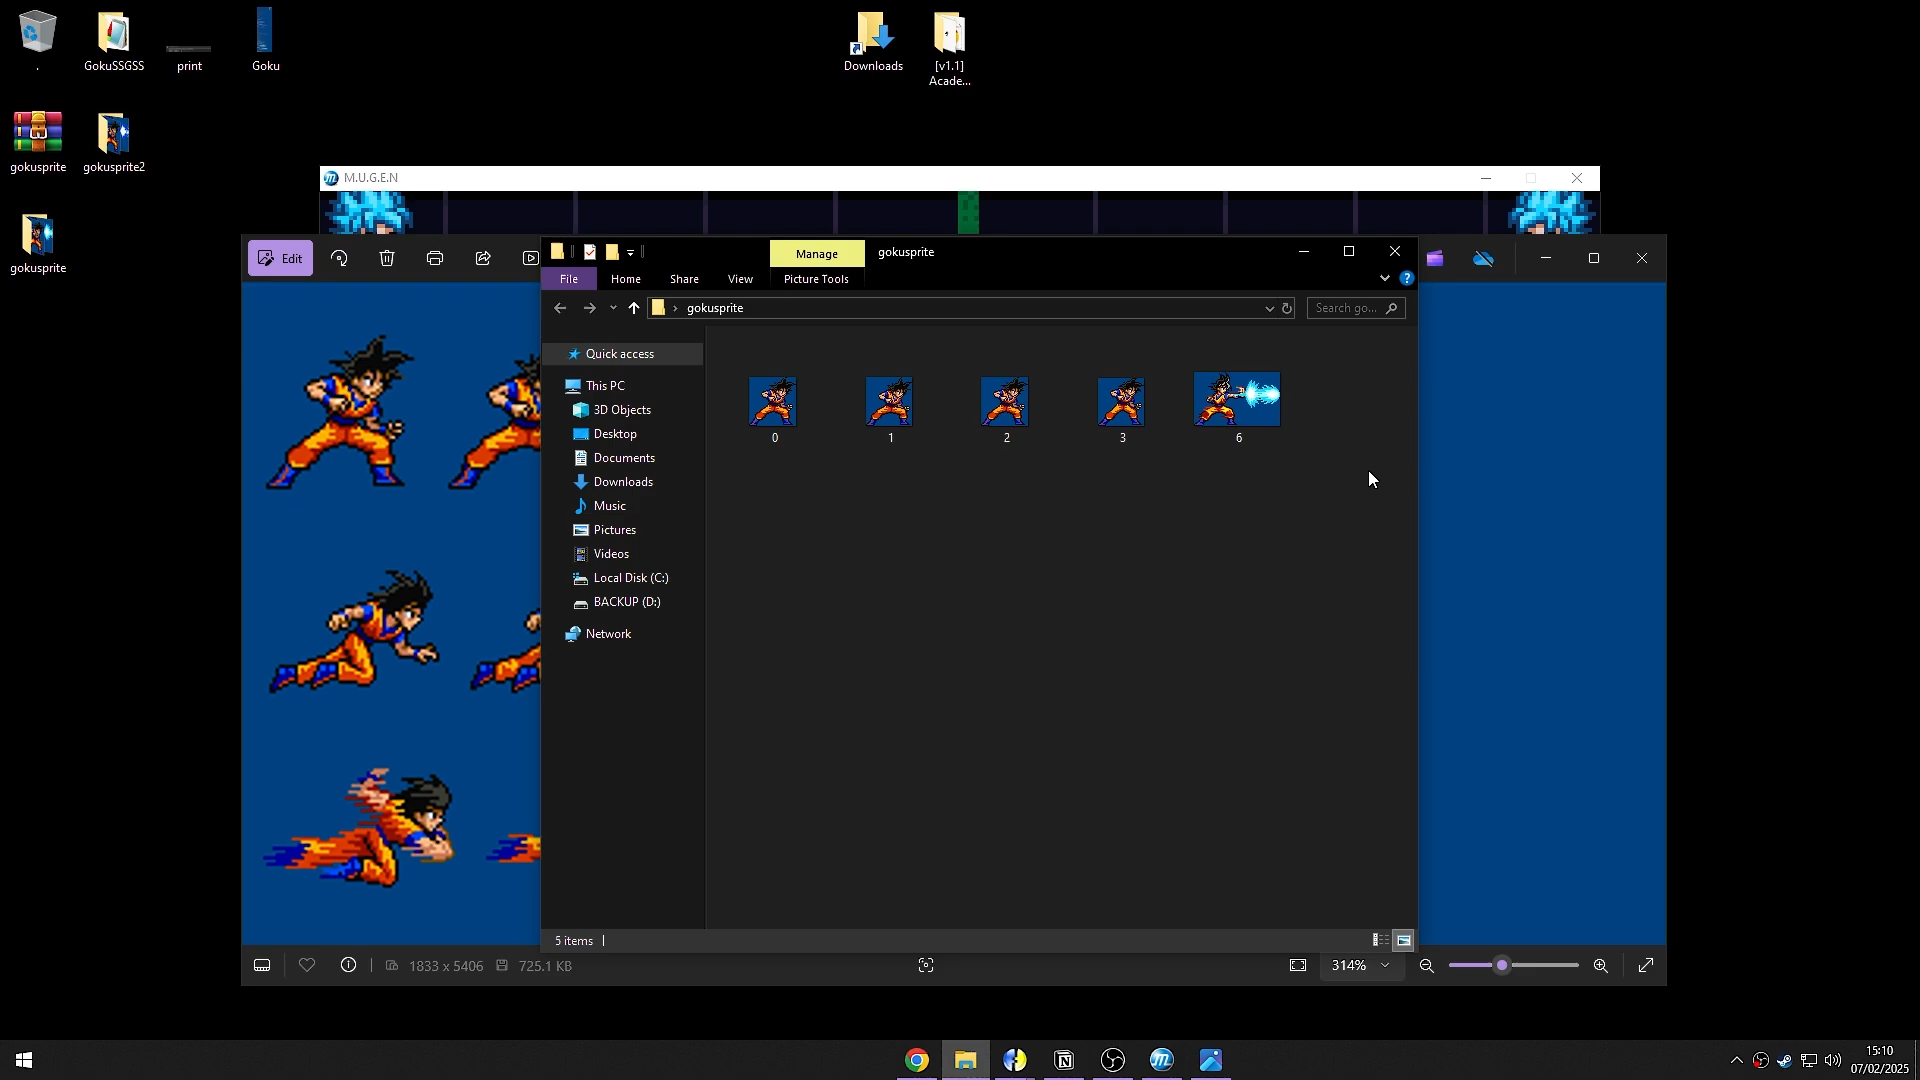 .
GokuSSGSS
print
Goku
Downloads
[v1.1]
Acade...
gokusprite
gokusprite2
gokusprite
M.U.G.E.N
Edit
Manage
gokusprite
File
Home
Share
View
Picture Tools
gokusprite
Search go...
Quick access
This PC
3D Objects
Desktop
Documents
Downloads
Music
Pictures
Videos
Local Disk (C:)
BACKUP (D:)
Network
0
1
2
3
6
5 items
1833 x 5406
725.1 KB
314%
15:10
07/02/2025